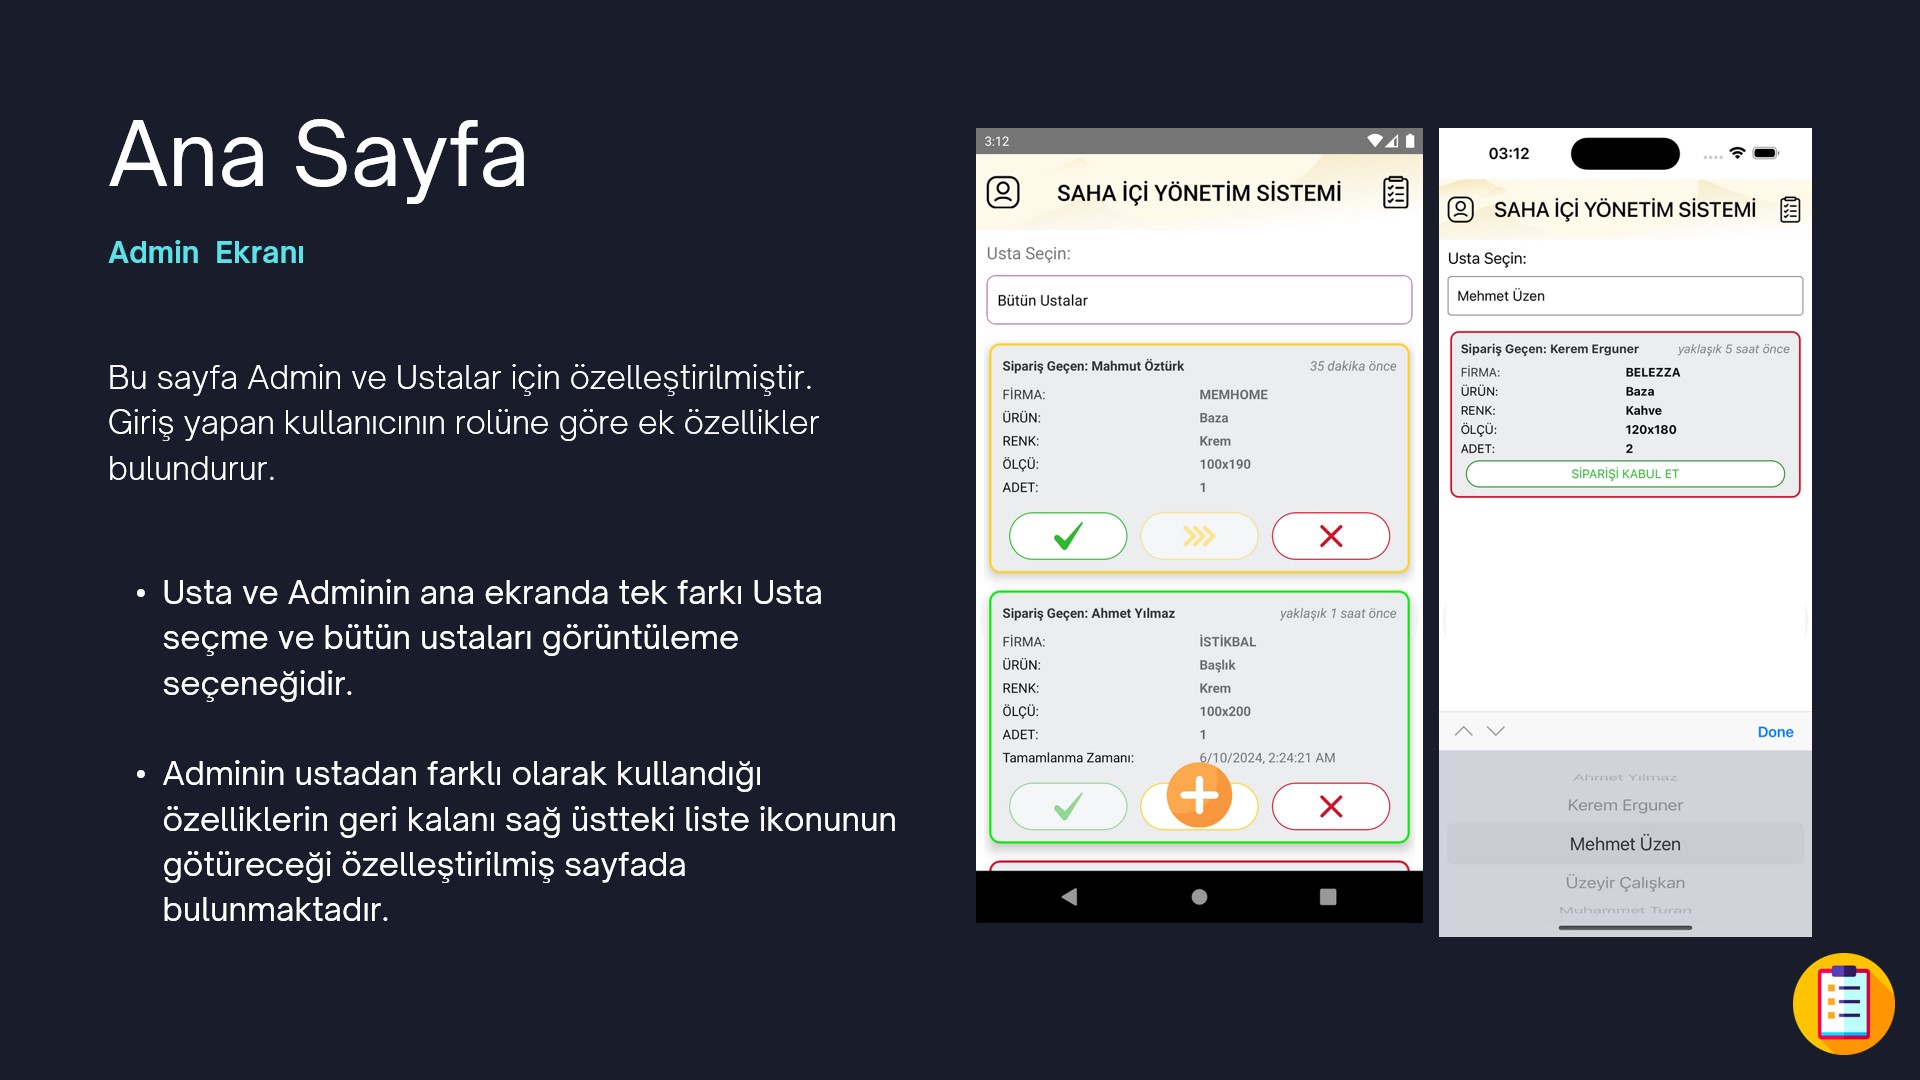 Ana Sayfa
Admin Ekranı
Bu sayfa Admin ve Ustalar için özelleştirilmiştir.
Giriş yapan kullanıcının rolüne göre ek özellikler
bulundurur.
• Usta ve Adminin ana ekranda tek farkı Usta
seçme ve bütün ustaları görüntüleme
seçeneğidir.
• Adminin ustadan farklı olarak kullandığı
özelliklerin geri kalanı sağ üstteki liste ikonunun
götüreceği özelleştirilmiş sayfada
bulunmaktadır.
3:12
SAHA İÇİ YÖNETİM SİSTEMİ
Usta Seçin:
Bütün Ustalar
Sipariş Geçen: Mahmut Öztürk 35 dakika önce
FİRMA: MEMHOME
ÜRÜN: Baza
RENK: Krem
ÖLÇÜ: 100x190
ADET: 1
Sipariş Geçen: Ahmet Yılmaz yaklaşık 1 saat önce
FİRMA: İSTİKBAL
ÜRÜN: Başlık
RENK: Krem
ÖLÇÜ: 100x200
ADET: 1
Tamamlanma Zamanı: 6/10/2024, 2:24:21 AM
03:12
SAHA İÇİ YÖNETİM SİSTEMİ
Usta Seçin:
Mehmet Üzen
Sipariş Geçen: Kerem Erguner yaklaşık 5 saat önce
FİRMA: BELEZZA
ÜRÜN: Baza
RENK: Kahve
ÖLÇÜ: 120x180
ADET: 2
SİPARİŞİ KABUL ET
Done
Ahmet Yılmaz
Kerem Erguner
Mehmet Üzen
Üzeyir Çalışkan
Muhammet Turan